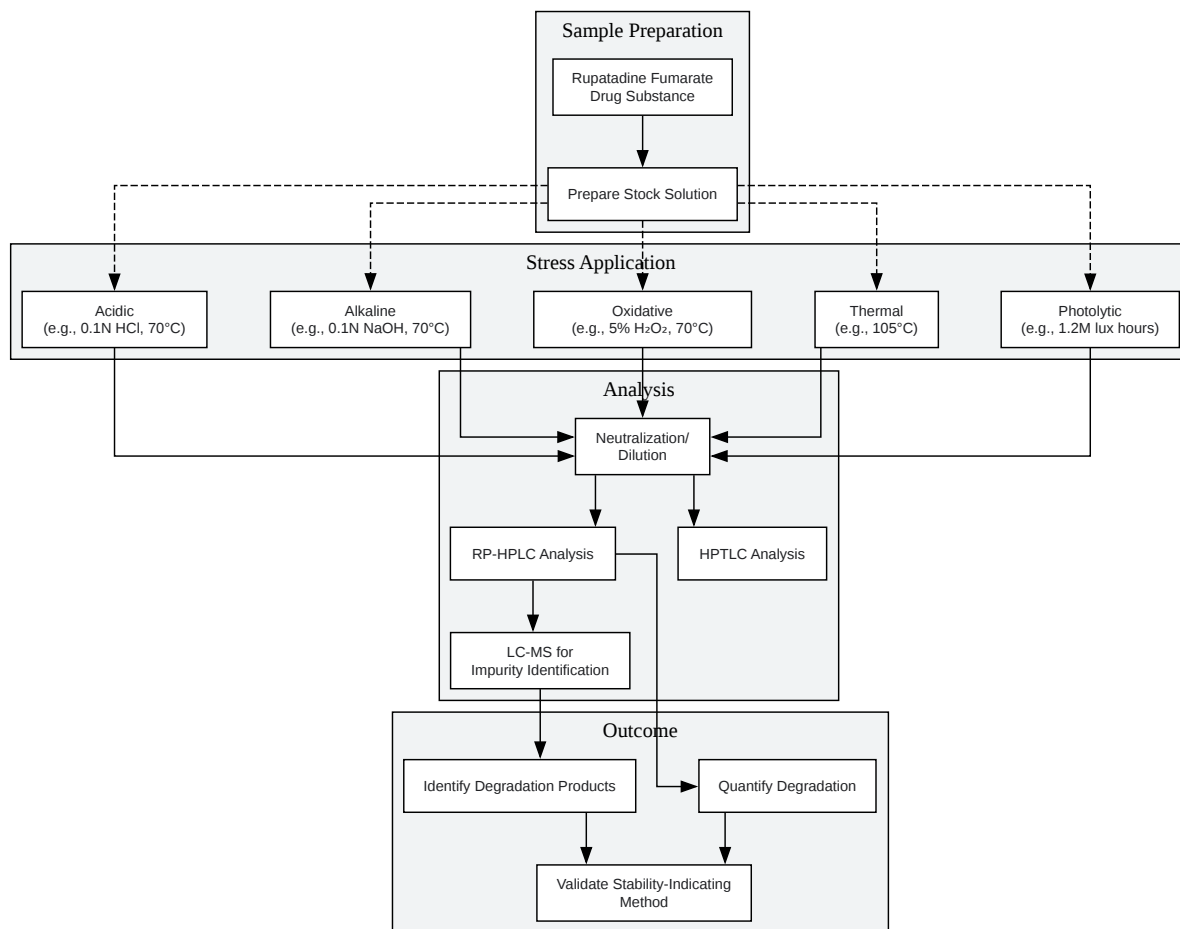 Sample Preparation
Rupatadine Fumarate
Drug Substance
Prepare Stock Solution
Stress Application
Acidic
(e.g., 0.1N HCl, 70°C)
Alkaline
(e.g., 0.1N NaOH, 70°C)
Oxidative
(e.g., 5% H₂O₂, 70°C)
Thermal
(e.g., 105°C)
Photolytic
(e.g., 1.2M lux hours)
Analysis
Neutralization/
Dilution
RP-HPLC Analysis
HPTLC Analysis
LC-MS for
Impurity Identification
Outcome
Identify Degradation Products
Quantify Degradation
Validate Stability-Indicating
Method